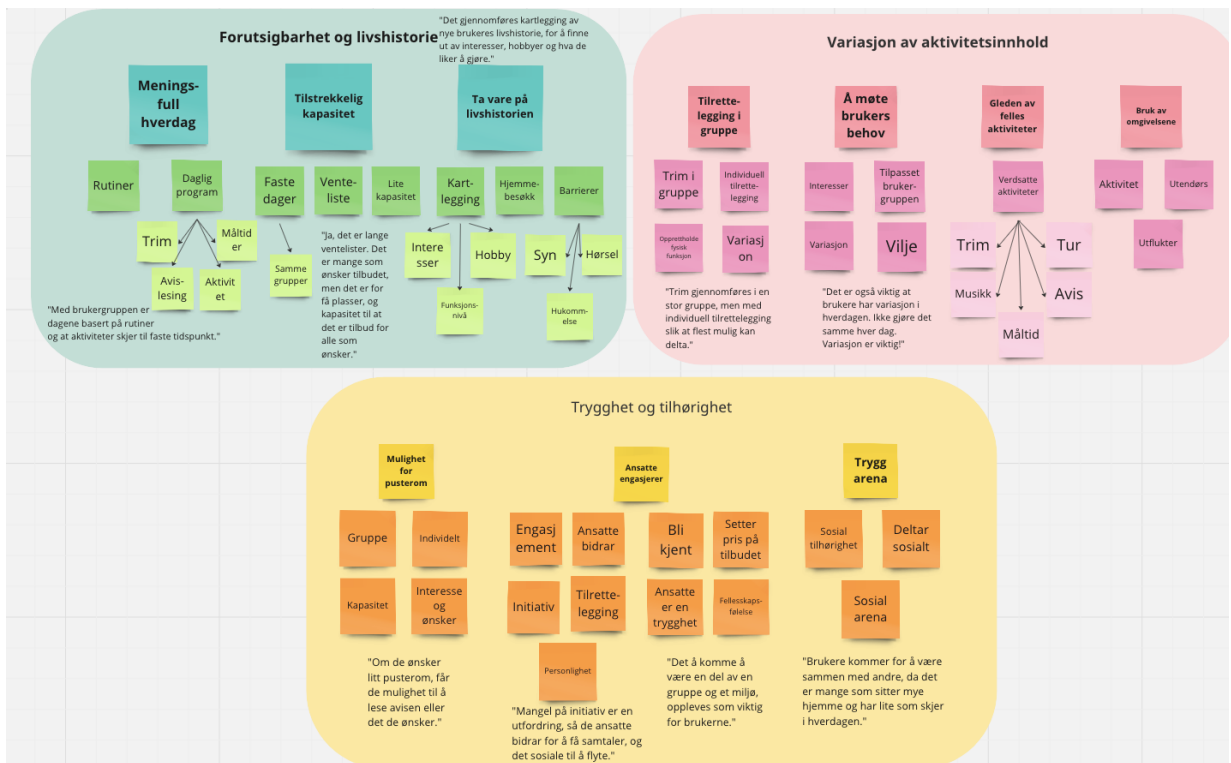 Forutsigbarhet og livshistorie
"Det gjennomføres kartlegging av
nye brukeres livshistorie, for å finne
ut av interesser, hobbyer og hva de
liker å gjøre."
Menings-
full
hverdag
Tilstrekkelig
kapasitet
Ta vare på
livshistorien
Rutiner
Daglig
program
Faste
dager
Vente-
liste
Lite
kapasitet
Kart-
legging
Hjemme-
besøkk
Barrierer
Trim
Måltid
er
Avis-
lesing
Aktivit
et
Samme
grupper
"Ja, det er lange
ventelister. Det
er mange som
ønsker tilbudet,
men det er for
få plasser, og
kapasitet til at
det er tilbud for
alle som
ønsker."
Intere
sser
Hobby
Funksjons-
nivå
Syn
Hørsel
Hukomm-
else
"Med brukergruppen er
dagene basert på rutiner
og at aktiviteter skjer til faste tidspunkt."
Variasjon av aktivitetsinnhold
Tilrette-
legging i
gruppe
Å møte
brukers
behov
Gleden av
felles
aktiviteter
Bruk av
omgivelsene
Trim i
gruppe
Individuell
tilrette-
legging
Opprettholde
fysisk
funksjon
Variasj
on
Interesser
Tilpasset
bruker-
gruppen
Variasjon
Vilje
Verdsatte
aktiviteter
Trim
Tur
Musikk
Avis
Måltid
Aktivitet
Utendørs
Utflukter
"Trim gjennomføres i en
stor gruppe, men med
individuell tilrettelegging
slik at flest mulig kan
delta."
"Det er også viktig at
brukere har variasjon i
hverdagen. Ikke gjøre det
samme hver dag.
Variasjon er viktig!"
Trygghet og tilhørighet
Mulighet
for
pusterom
Ansatte
engasjerer
Trygg
arena
Gruppe
Individelt
Kapasitet
Interesse
og
ønsker
Engasj
ement
Ansatte
bidrar
Bli
kjent
Setter
pris på
tilbudet
Initiativ
Tilrette-
legging
Ansatte
er en
trygghet
Fellesskaps-
følelse
Personlighet
Sosial
tilhørighet
Deltar
sosialt
Sosial
arena
"Om de ønsker
litt pusterom, får
de mulighet til å
lese avisen eller
det de ønsker."
"Mangel på initiativ er en
utfordring, så de ansatte
bidrar for å få samtaler, og
det sosiale til å flyte."
"Det å komme å
være en del av en
gruppe og et miljø,
oppleves som viktig
for brukerne."
"Brukere kommer for å være
sammen med andre, da det
er mange som sitter mye
hjemme og har lite som skjer
i hverdagen."